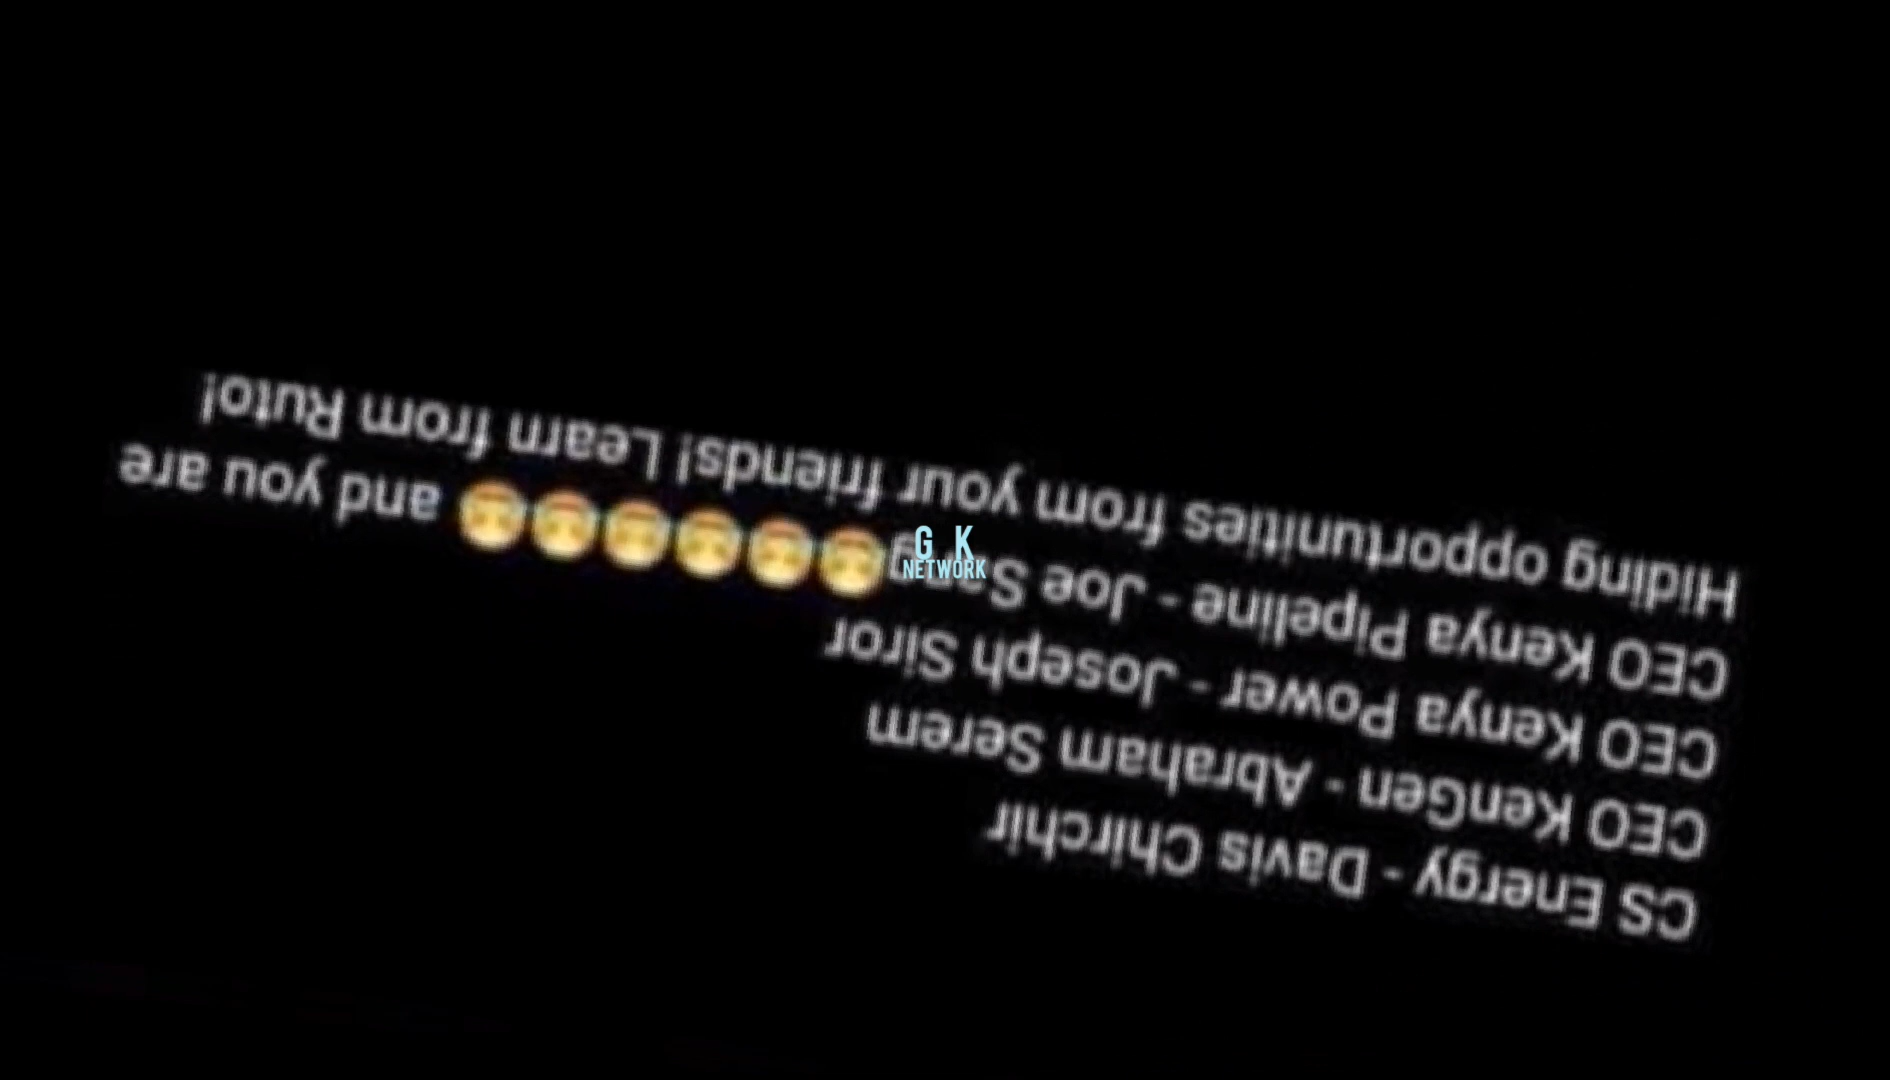 CS Energy - Davis Chirchir
CEO KenGen - Abraham Serem
CEO Kenya Power - Joseph Siror
CEO Kenya Pipeline - Joe 😇😇😇😇😇😇 and you are
Hiding opportunities from your friends! Learn from Ruto!
G K
NETWORK